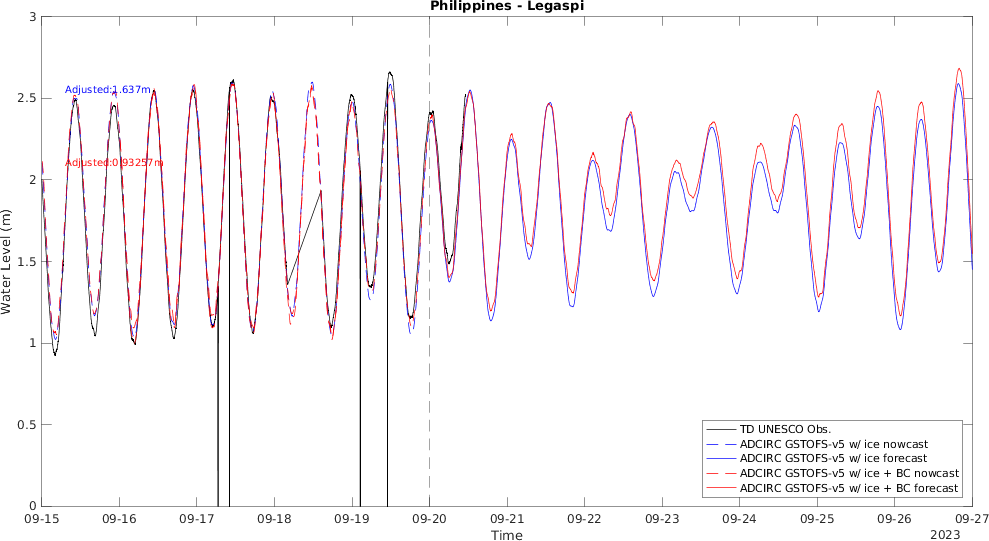 Philippines - Legaspi
3
2.5
2
1.5
1
0.5
0
Water Level (m)
Adjusted:1.637m
Adjusted:0.93257m
TD UNESCO Obs.
ADCIRC GSTOFS-v5 w/ ice nowcast
ADCIRC GSTOFS-v5 w/ ice forecast
ADCIRC GSTOFS-v5 w/ ice + BC nowcast
ADCIRC GSTOFS-v5 w/ ice + BC forecast
09-15 09-16 09-17 09-18 09-19 09-20 09-21 09-22 09-23 09-24 09-25 09-26 09-27
Time
2023